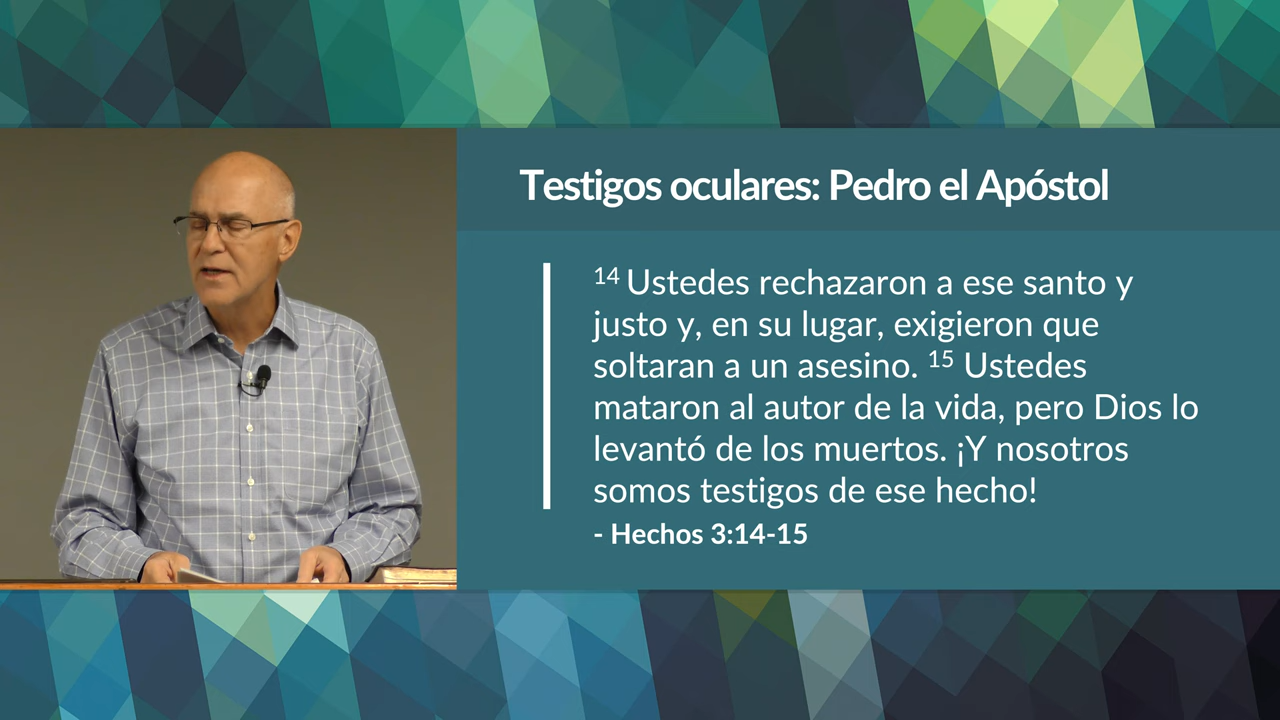 Testigos oculares: Pedro el Apóstol
14 Ustedes rechazaron a ese santo y
justo y, en su lugar, exigieron que
soltaran a un asesino. 15 Ustedes
mataron al autor de la vida, pero Dios lo
levantó de los muertos. ¡Y nosotros
somos testigos de ese hecho!
- Hechos 3:14-15